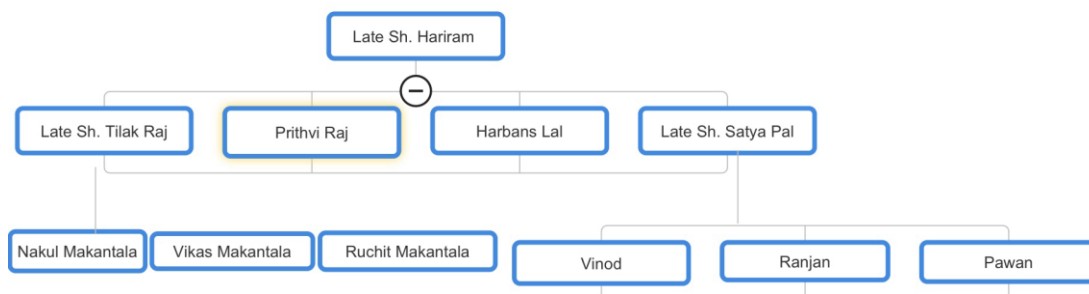 Late Sh. Hariram
Late Sh. Tilak Raj
Prithvi Raj
Harbans Lal
Late Sh. Satya Pal
Nakul Makantala
Vikas Makantala
Ruchit Makantala
Vinod
Ranjan
Pawan